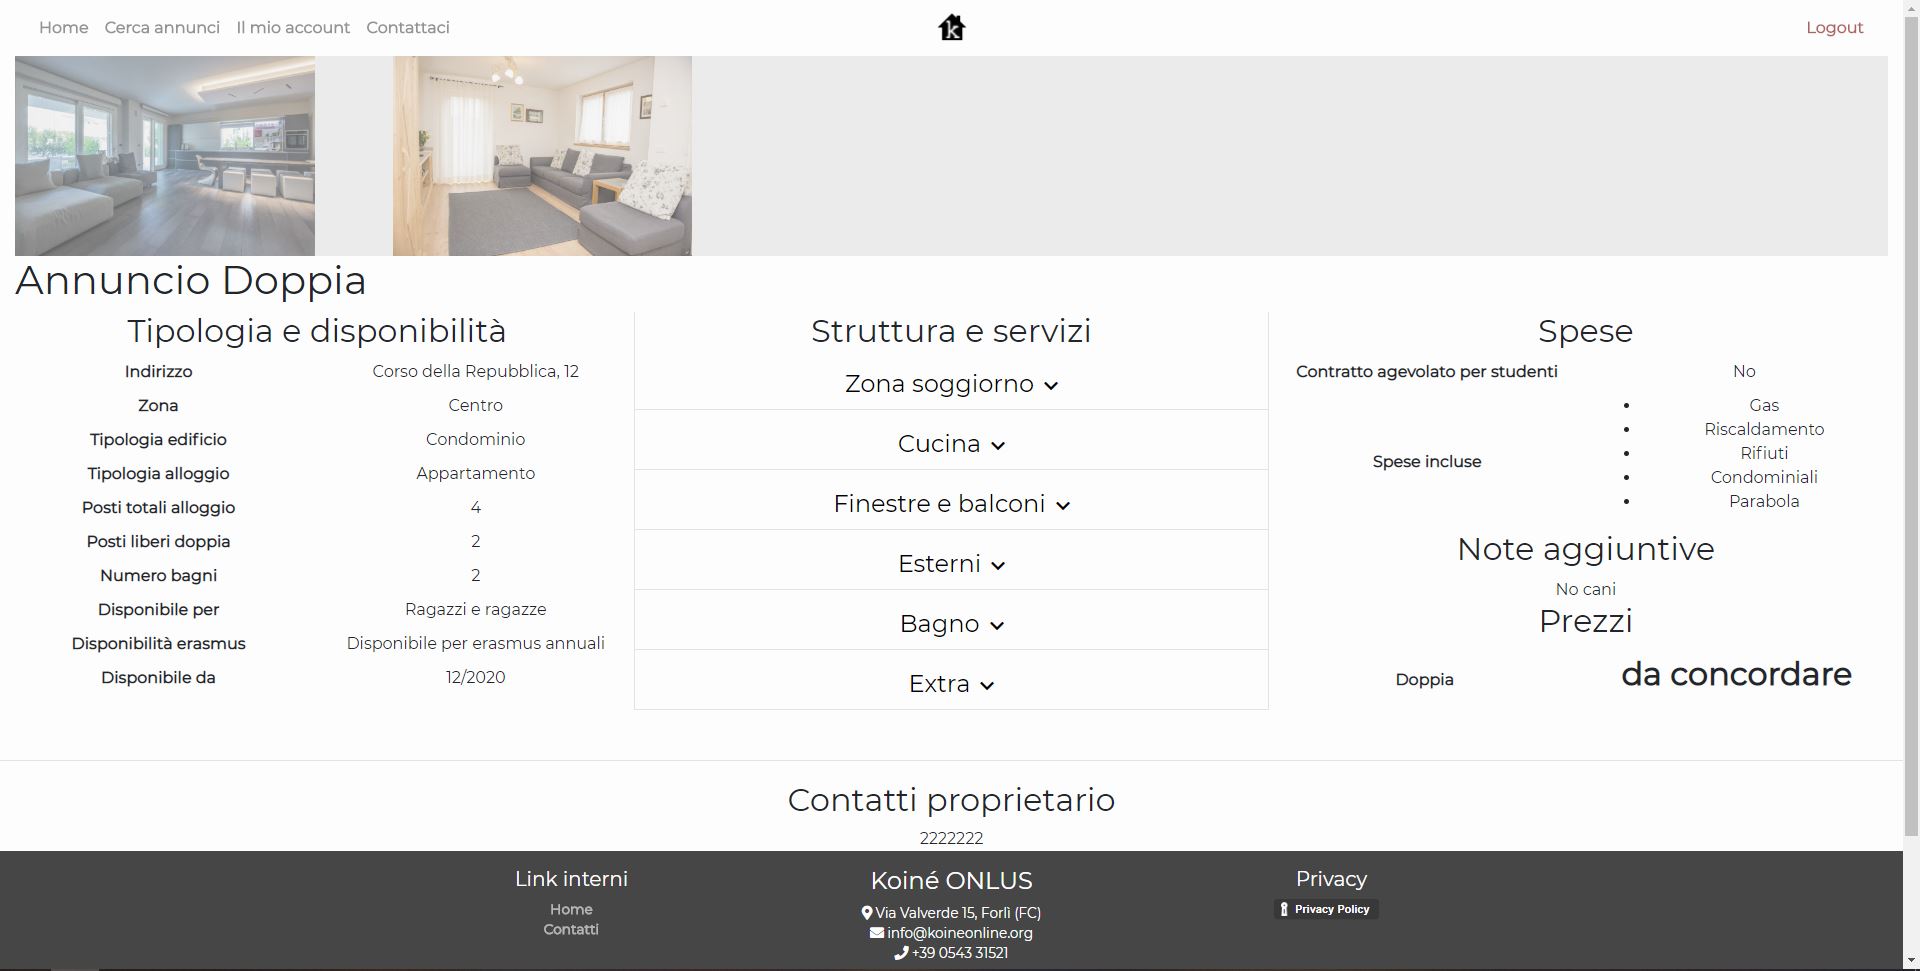 Home Cerca annunci Il mio account Contattaci
k
Logout
Annuncio Doppia
Tipologia e disponibilità
Indirizzo Corso della Repubblica, 12
Zona Centro
Tipologia edificio Condominio
Tipologia alloggio Appartamento
Posti totali alloggio 4
Posti liberi doppia 2
Numero bagni 2
Disponibile per Ragazzi e ragazze
Disponibilità erasmus Disponibile per erasmus annuali
Disponibile da 12/2020
Struttura e servizi
Zona soggiorno
Cucina
Finestre e balconi
Esterni
Bagno
Extra
Spese
Contratto agevolato per studenti No
Spese incluse
• Gas
• Riscaldamento
• Rifiuti
• Condominiali
• Parabola
Note aggiuntive
No cani
Prezzi
Doppia da concordare
Contatti proprietario
2222222
Link interni
Home
Contatti
Koiné ONLUS
Via Valverde 15, Forlì (FC)
info@koineonline.org
+39 0543 31521
Privacy
Privacy Policy